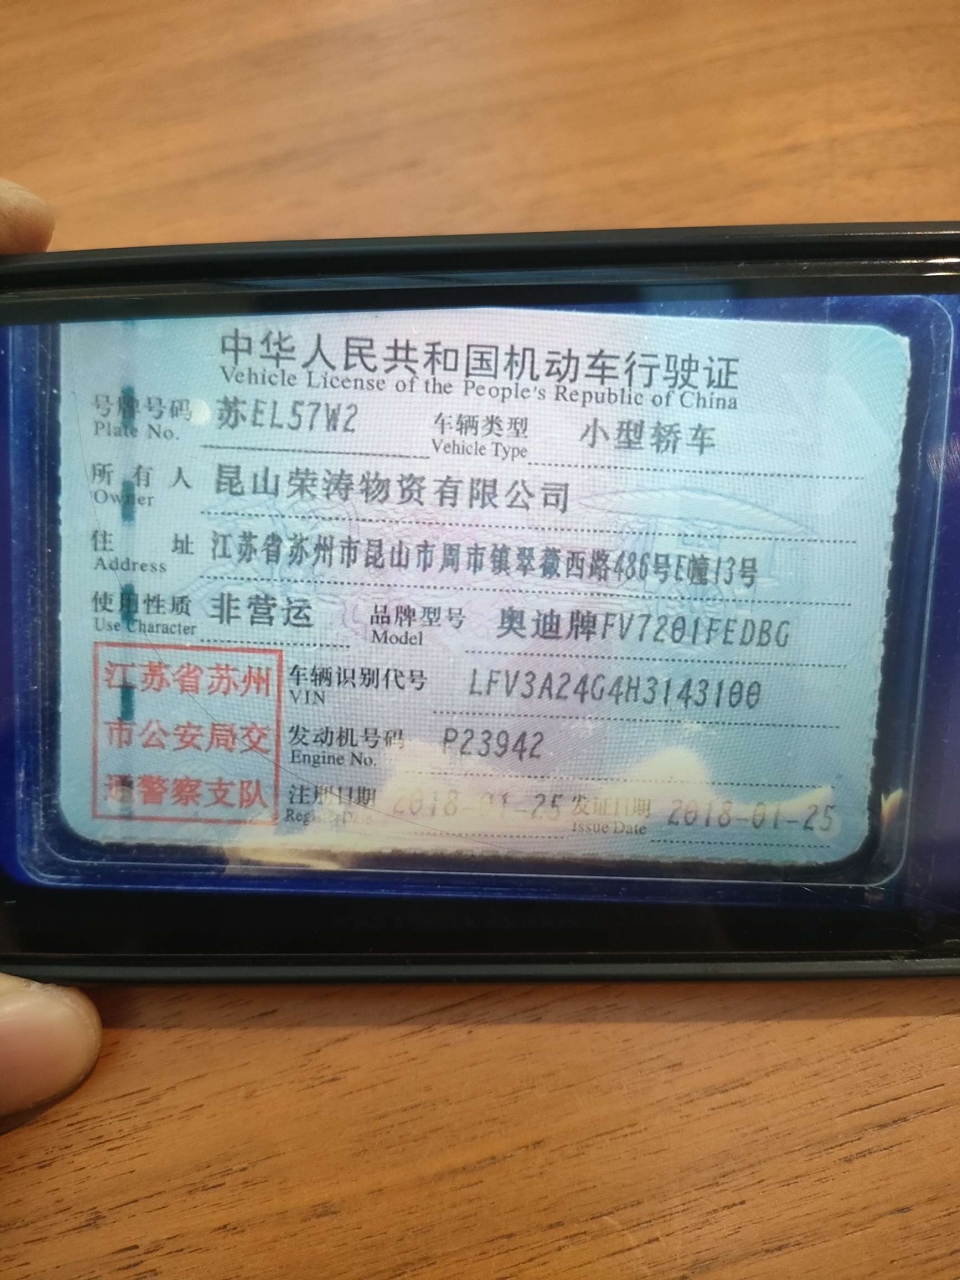 中华人民共和国机动车行驶证
Vehicle License of the People's Republic of China
号牌号码 苏EL57W2 车辆类型 小型轿车
Plate No. Vehicle Type
所有人 昆山荣涛物资有限公司
Owner
住址 江苏省苏州市昆山市周市镇翠薇西路486号E幢13号
Address
使用性质 非营运 品牌型号 奥迪牌FV7201FEDBG
Use Character Model
江苏省苏州
市公安局交
通警察支队
车辆识别代号 LFV3A24G4H3143100
VIN
发动机号码 P23942
Engine No.
注册日期 2018-01-25 发证日期 2018-01-25
Register Date Issue Date